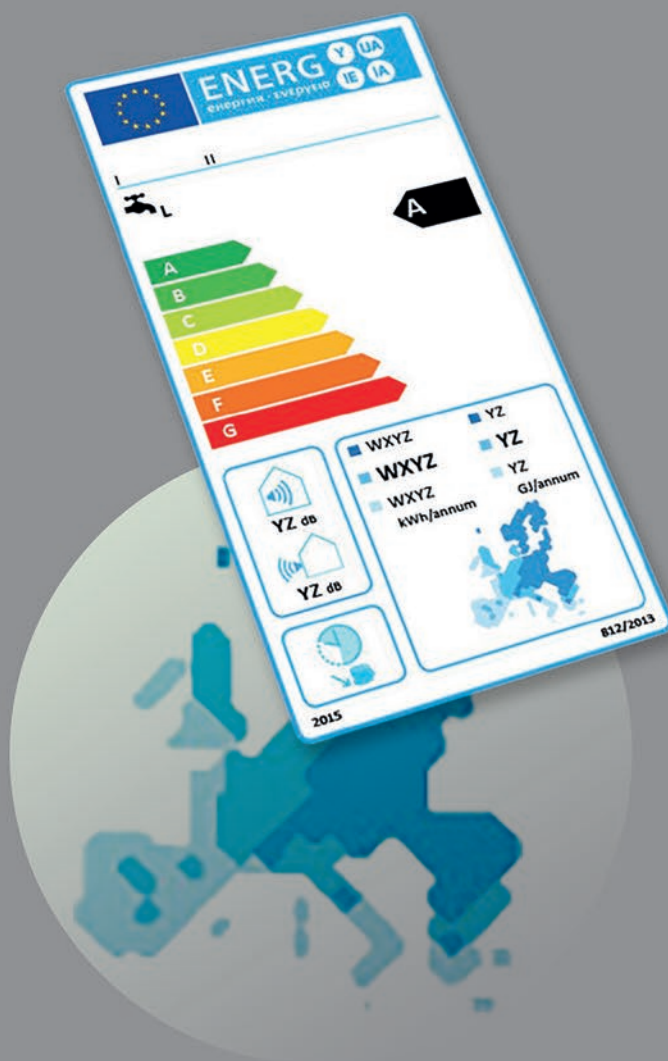 ENERG Y UA
енергия · ενεργεια IE IA
I II
L
A
A
B
C
D
E
F
G
WXYZ YZ
WXYZ YZ
WXYZ YZ
kWh/annum GJ/annum
YZ dB
YZ dB
2015 812/2013